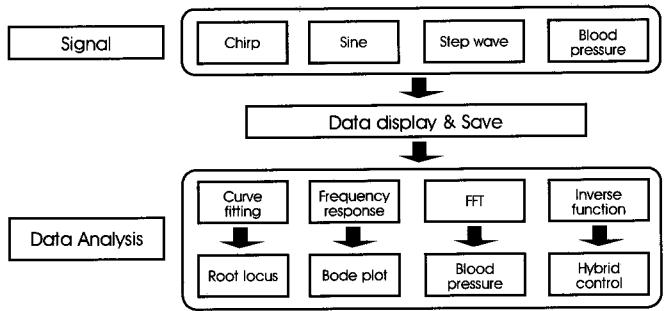 Signal
Chirp
Sine
Step wave
Blood
pressure
Data display & Save
Data Analysis
Curve
fitting
Frequency
response
FFT
Inverse
function
Root locus
Bode plot
Blood
pressure
Hybrid
control